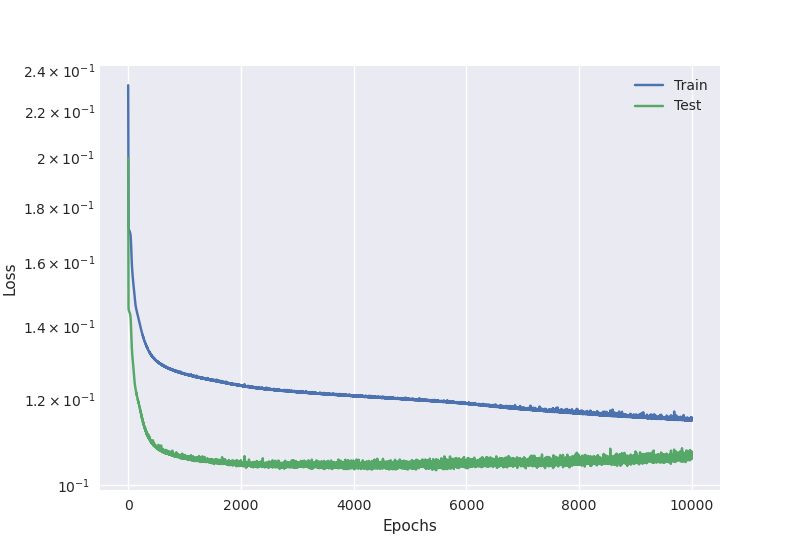 2.4 × 10⁻¹
2.2 × 10⁻¹
2 × 10⁻¹
1.8 × 10⁻¹
1.6 × 10⁻¹
1.4 × 10⁻¹
1.2 × 10⁻¹
10⁻¹
Loss
Train
Test
0 2000 4000 6000 8000 10000
Epochs